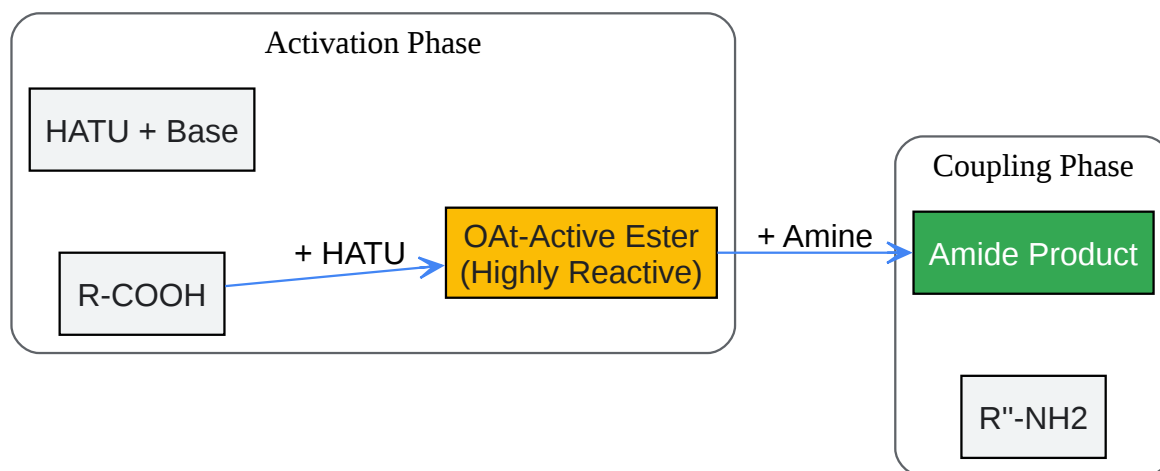 Activation Phase
HATU + Base
R-COOH
+ HATU
OAt-Active Ester
(Highly Reactive)
+ Amine
Coupling Phase
Amide Product
R"-NH2